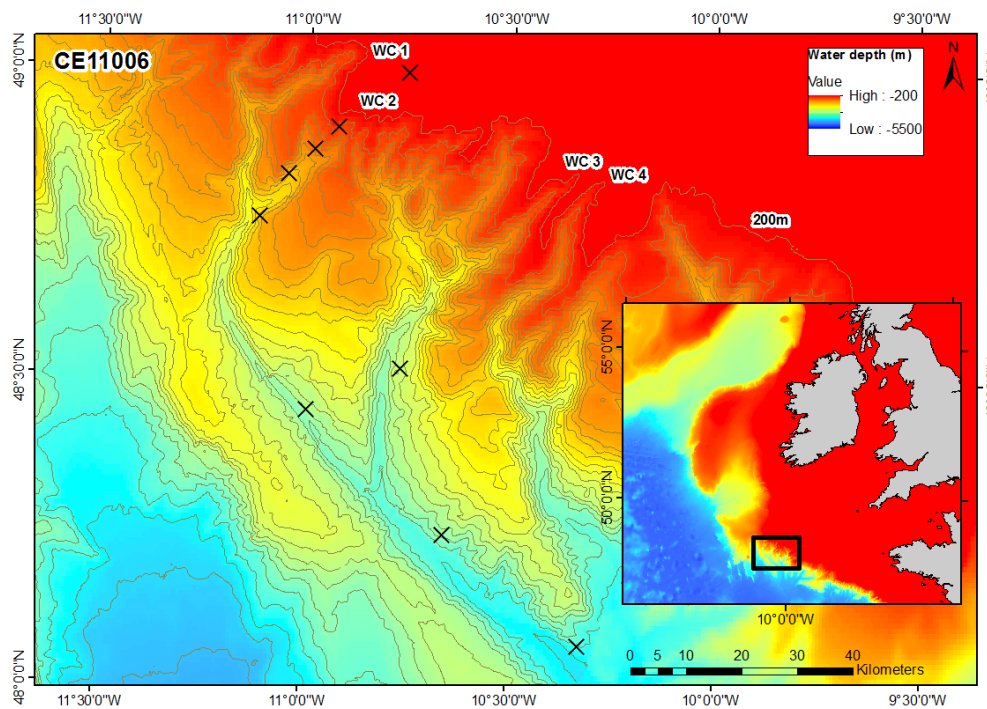 11°30'0"W 11°0'0"W 10°30'0"W 10°0'0"W 9°30'0"W
49°0'0"N
CE11006
WC 1
WC 2
WC 3
WC 4
200m
Water depth (m)
Value
High : -200
Low : -5500
N
48°30'0"N
48°0'0"N
55°0'0"N
50°0'0"N
10°0'0"W
0 5 10 20 30 40
Kilometers
11°30'0"W 11°0'0"W 10°30'0"W 10°0'0"W 9°30'0"W